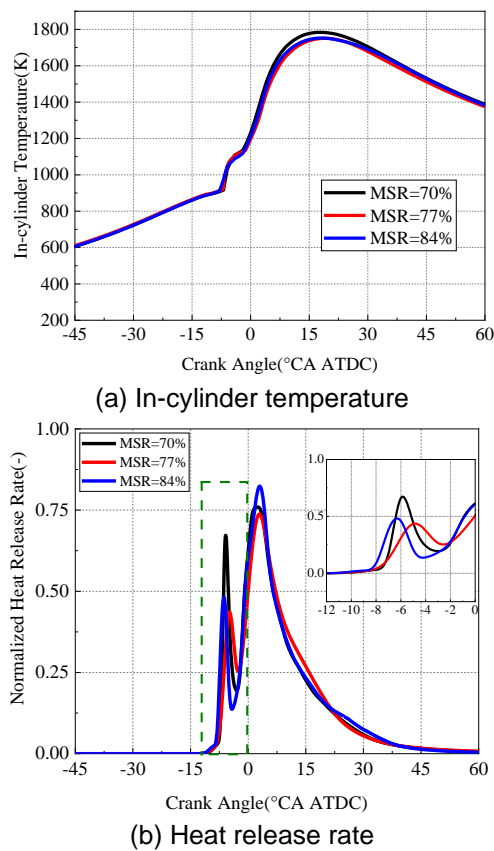 1800
1600
1400
1200
1000
800
600
400
200
In-cylinder Temperature(K)
MSR=70%
MSR=77%
MSR=84%
-45 -30 -15 0 15 30 45 60
Crank Angle(°CA ATDC)
(a) In-cylinder temperature
1.00
0.75
0.50
0.25
0.00
Normalized Heat Release Rate(-)
MSR=70%
MSR=77%
MSR=84%
1.0
0.5
0.0
-12 -10 -8 -6 -4 -2 0
-45 -30 -15 0 15 30 45 60
Crank Angle(°CA ATDC)
(b) Heat release rate